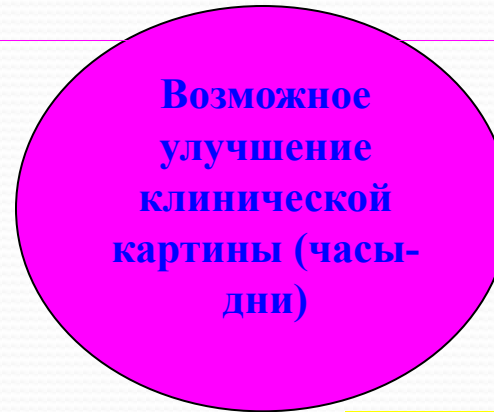 Возможное
улучшение
клинической
картины (часы-
дни)